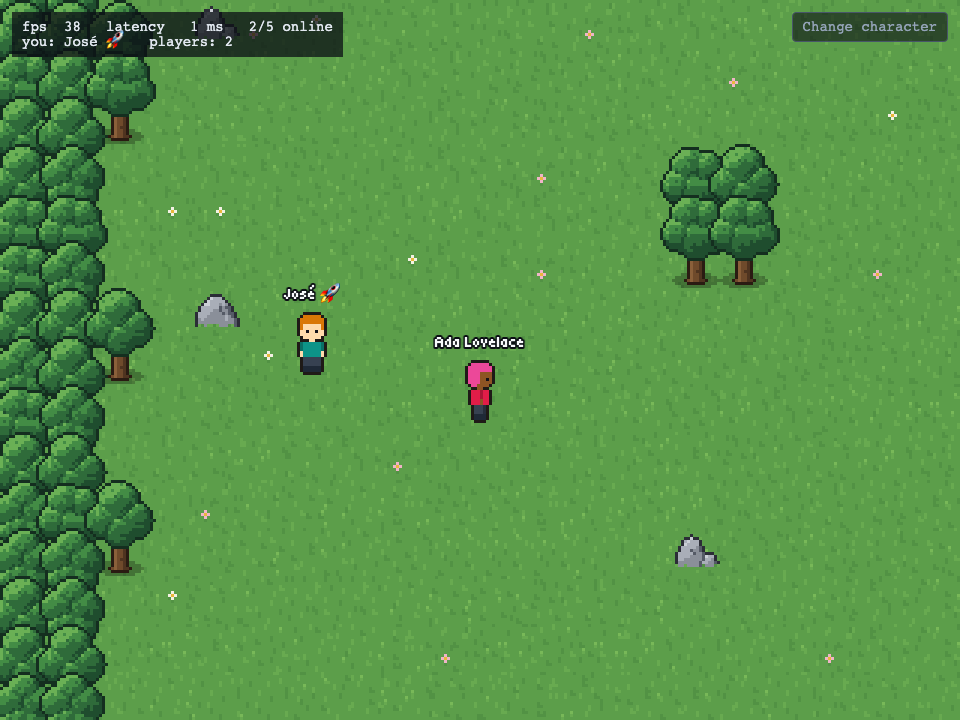 fps 38 latency 1 ms 2/5 online
you: José 🚀 players: 2
Change character
José 🚀
Ada Lovelace